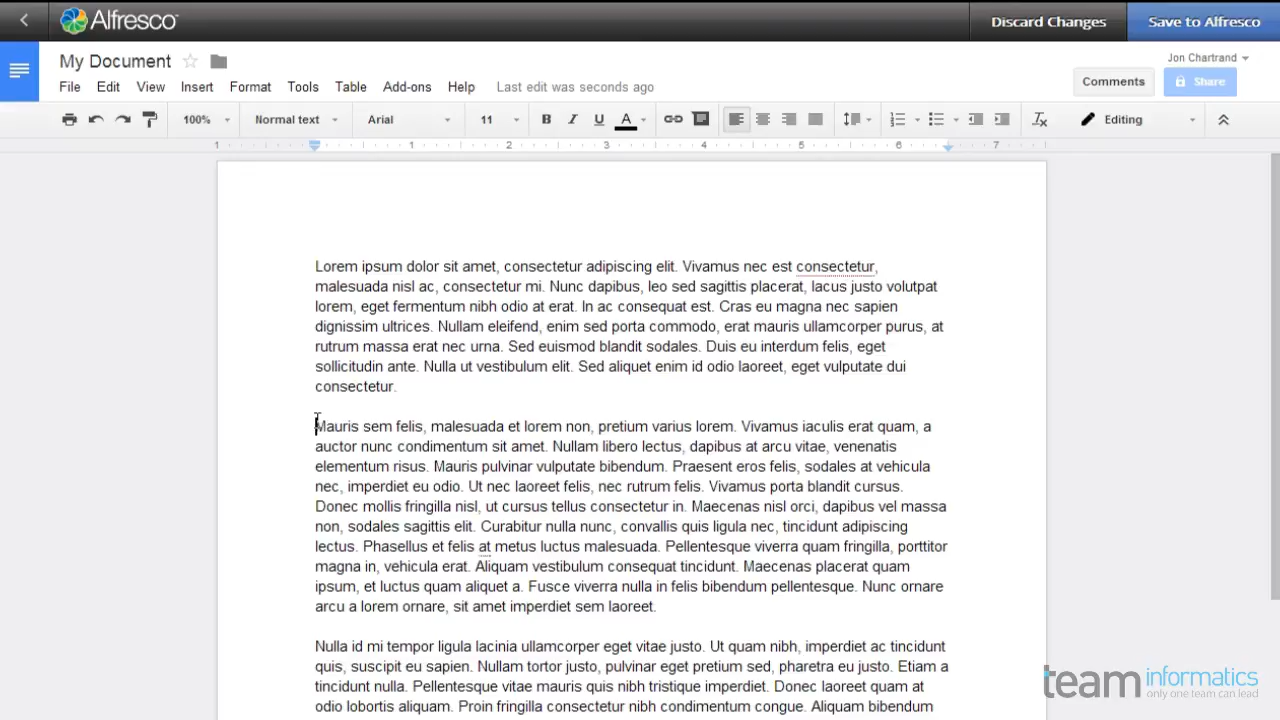 Alfresco
Discard Changes
Save to Alfresco
My Document
Jon Chartrand
File Edit View Insert Format Tools Table Add-ons Help Last edit was seconds ago
Comments
Share
100% Normal text Arial 11 B I U A Editing
1 1 2 3 4 5 6 7
Lorem ipsum dolor sit amet, consectetur adipiscing elit. Vivamus nec est consectetur,
malesuada nisl ac, consectetur mi. Nunc dapibus, leo sed sagittis placerat, lacus justo volutpat
lorem, eget fermentum nibh odio at erat. In ac consequat est. Cras eu magna nec sapien
dignissim ultrices. Nullam eleifend, enim sed porta commodo, erat mauris ullamcorper purus, at
rutrum massa erat nec urna. Sed euismod blandit sodales. Duis eu interdum felis, eget
sollicitudin ante. Nulla ut vestibulum elit. Sed aliquet enim id odio laoreet, eget vulputate dui
consectetur.
Mauris sem felis, malesuada et lorem non, pretium varius lorem. Vivamus iaculis erat quam, a
auctor nunc condimentum sit amet. Nullam libero lectus, dapibus at arcu vitae, venenatis
elementum risus. Mauris pulvinar vulputate bibendum. Praesent eros felis, sodales at vehicula
nec, imperdiet eu odio. Ut nec laoreet felis, nec rutrum felis. Vivamus porta blandit cursus.
Donec mollis fringilla nisl, ut cursus tellus consectetur in. Maecenas nisl orci, dapibus vel massa
non, sodales sagittis elit. Curabitur nulla nunc, convallis quis ligula nec, tincidunt adipiscing
lectus. Phasellus et felis at metus luctus malesuada. Pellentesque viverra quam fringilla, porttitor
magna in, vehicula erat. Aliquam vestibulum consequat tincidunt. Maecenas placerat quam
ipsum, et luctus quam aliquet a. Fusce viverra nulla in felis bibendum pellentesque. Nunc ornare
arcu a lorem ornare, sit amet imperdiet sem laoreet.
Nulla id mi tempor ligula lacinia ullamcorper eget vitae justo. Ut quam nibh, imperdiet ac tincidunt
quis, suscipit eu sapien. Nullam tortor justo, pulvinar eget pretium sed, pharetra eu justo. Etiam a
tincidunt nulla. Pellentesque vitae mauris quis nibh tristique imperdiet. Donec laoreet quam at
odio lobortis aliquam. Proin fringilla consectetur nibh condimentum congue. Aliquam bibendum
team informatics
only one team can lead